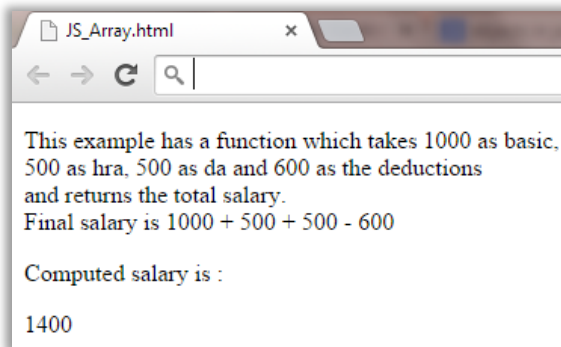 JS_Array.html
This example has a function which takes 1000 as basic,
500 as hra, 500 as da and 600 as the deductions
and returns the total salary.
Final salary is 1000 + 500 + 500 - 600
Computed salary is :
1400